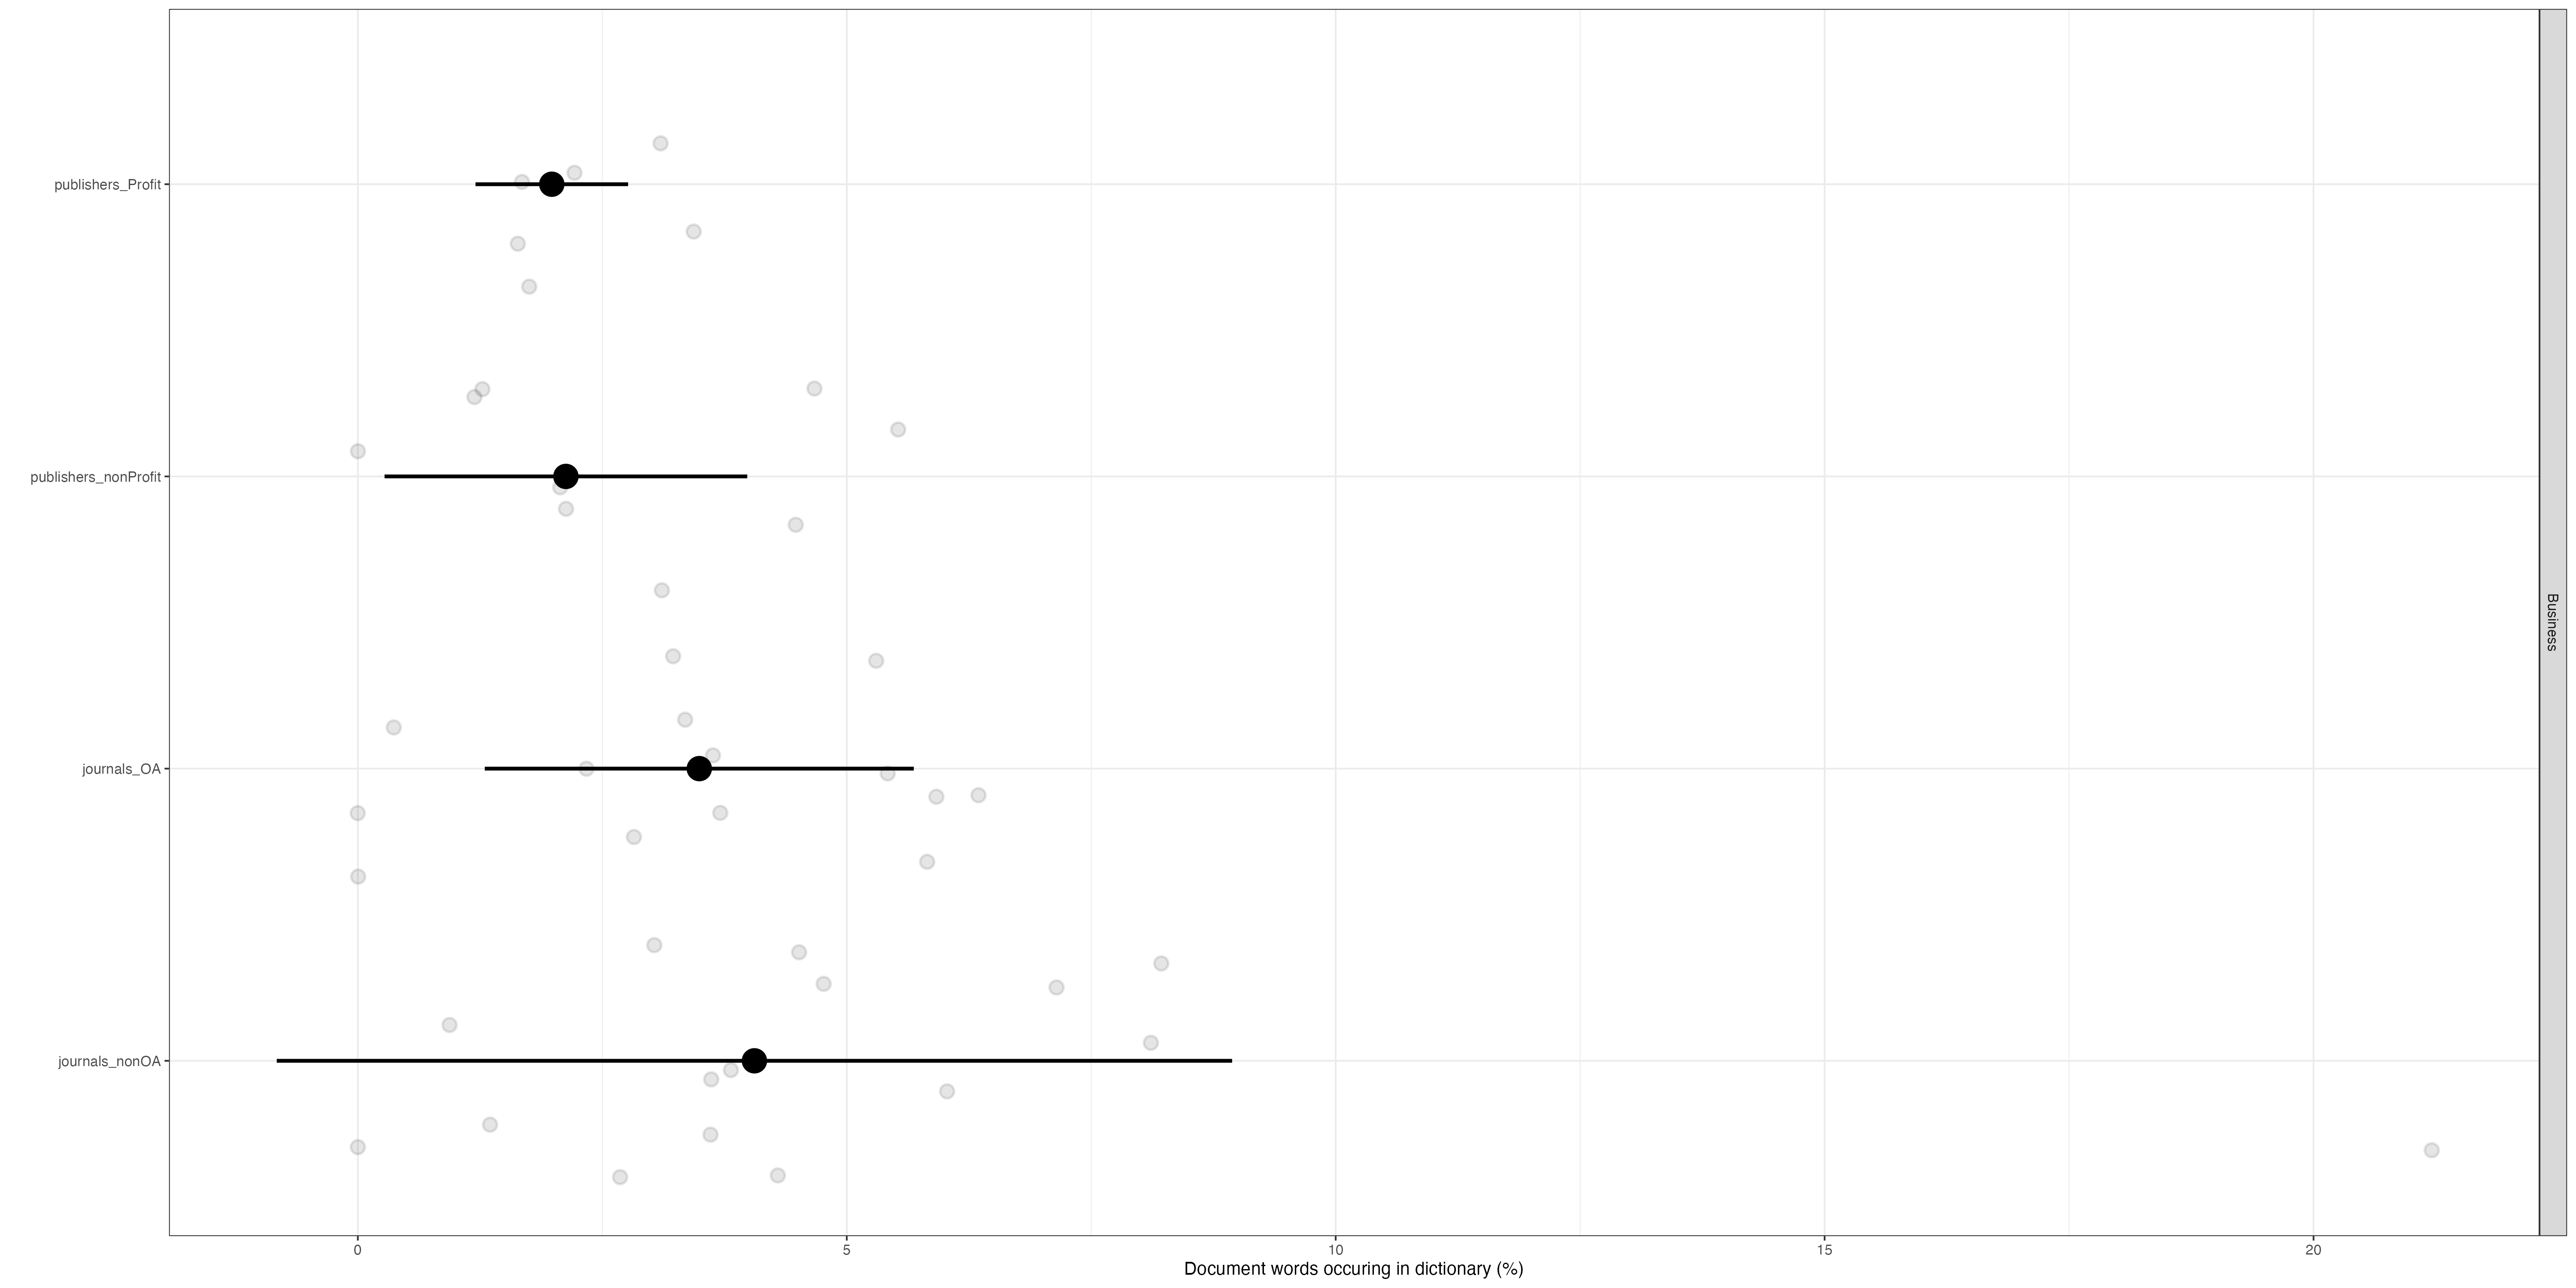 publishers_Profit
publishers_nonProfit
journals_OA
journals_nonOA
Business
0 5 10 15 20
Document words occuring in dictionary (%)